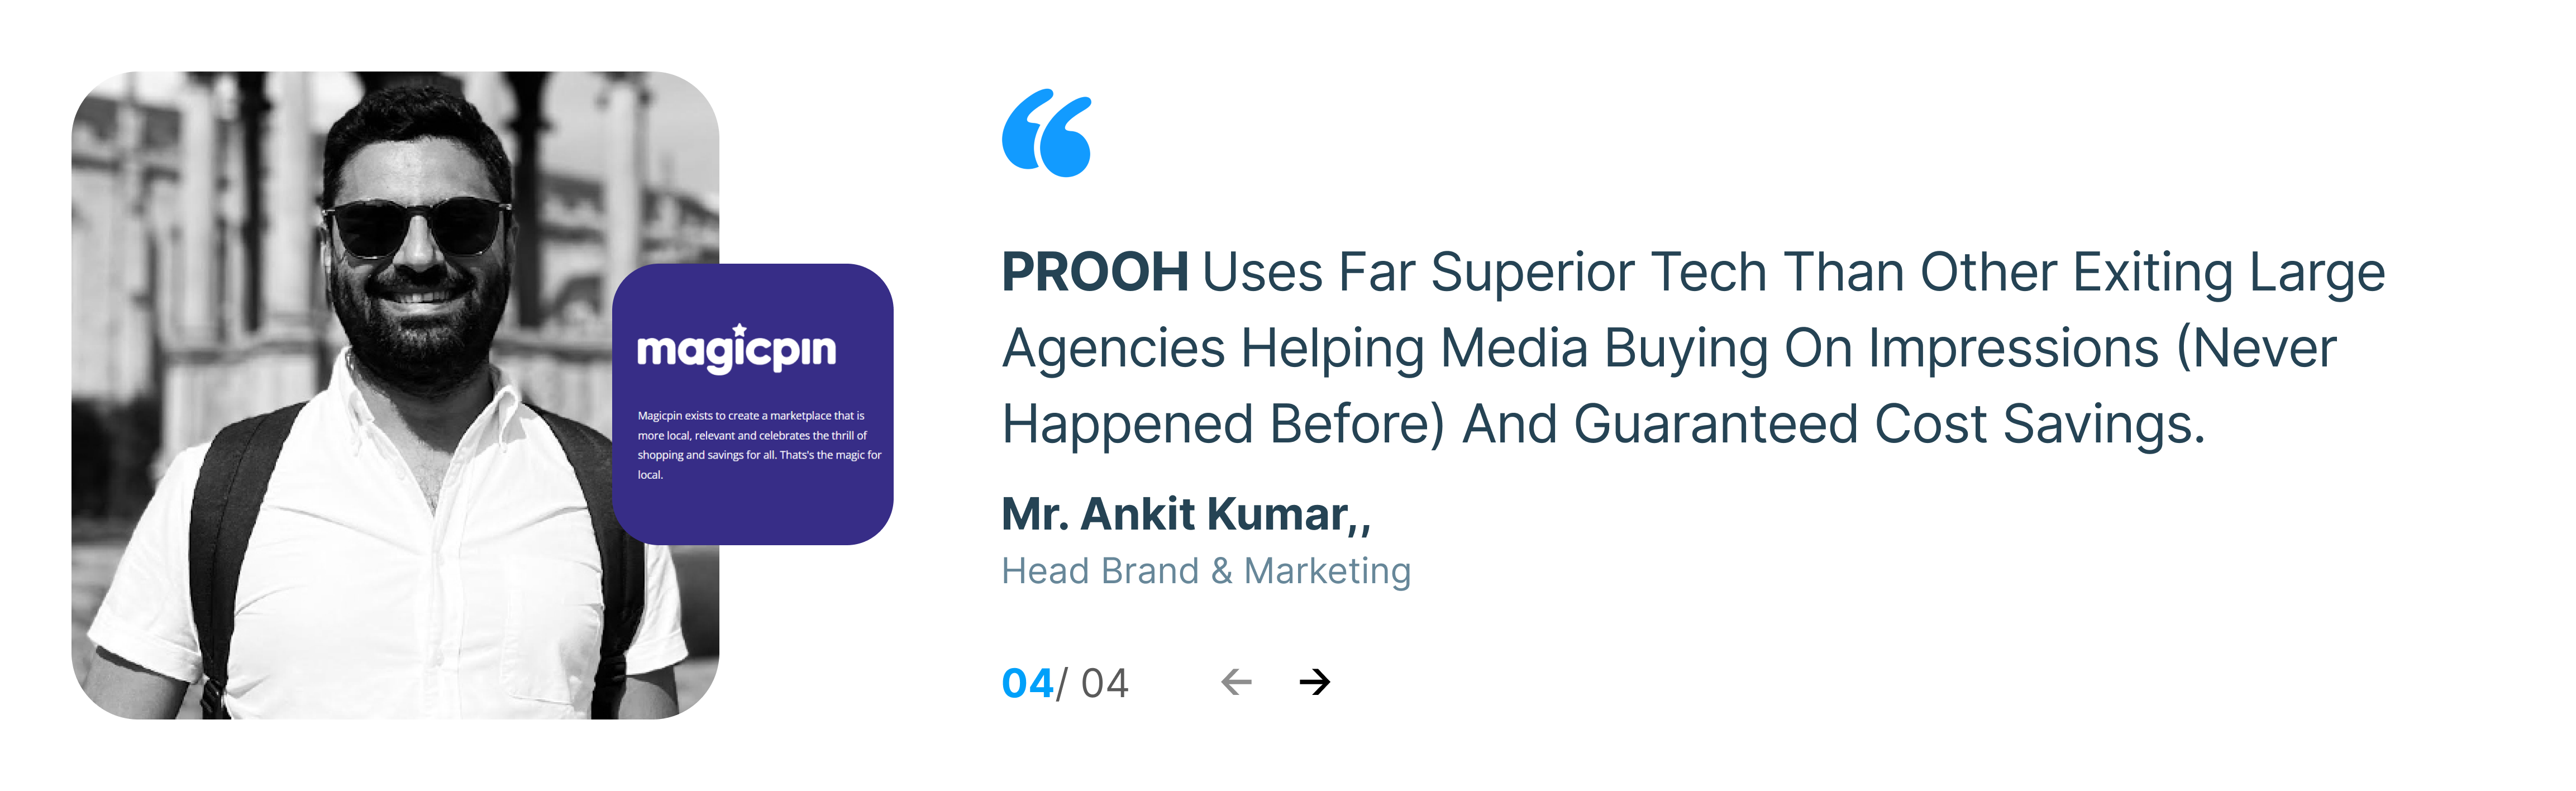 magicpin
Magicpin exists to create a marketplace that is
more local, relevant and celebrates the thrill of
shopping and savings for all. Thats's the magic for
local.
PROOH Uses Far Superior Tech Than Other Exiting Large
Agencies Helping Media Buying On Impressions (Never
Happened Before) And Guaranteed Cost Savings.
Mr. Ankit Kumar,,
Head Brand & Marketing
04/ 04